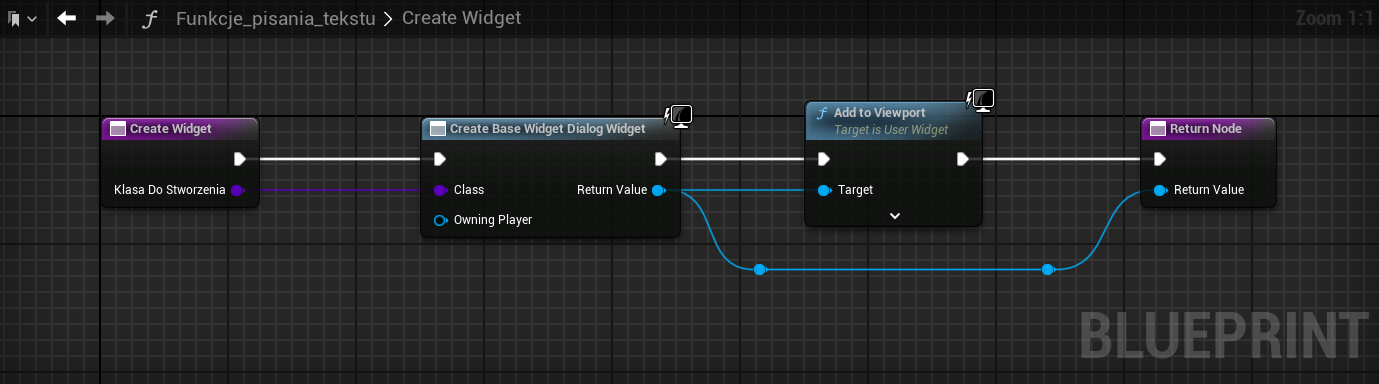 Funkcje_pisania_tekstu > Create Widget
Zoom 1:1
Create Widget
Klasa Do Stworzenia
Create Base Widget Dialog Widget
Class
Return Value
Owning Player
f Add to Viewport
Target is User Widget
Target
Return Node
Return Value
BLUEPRINT